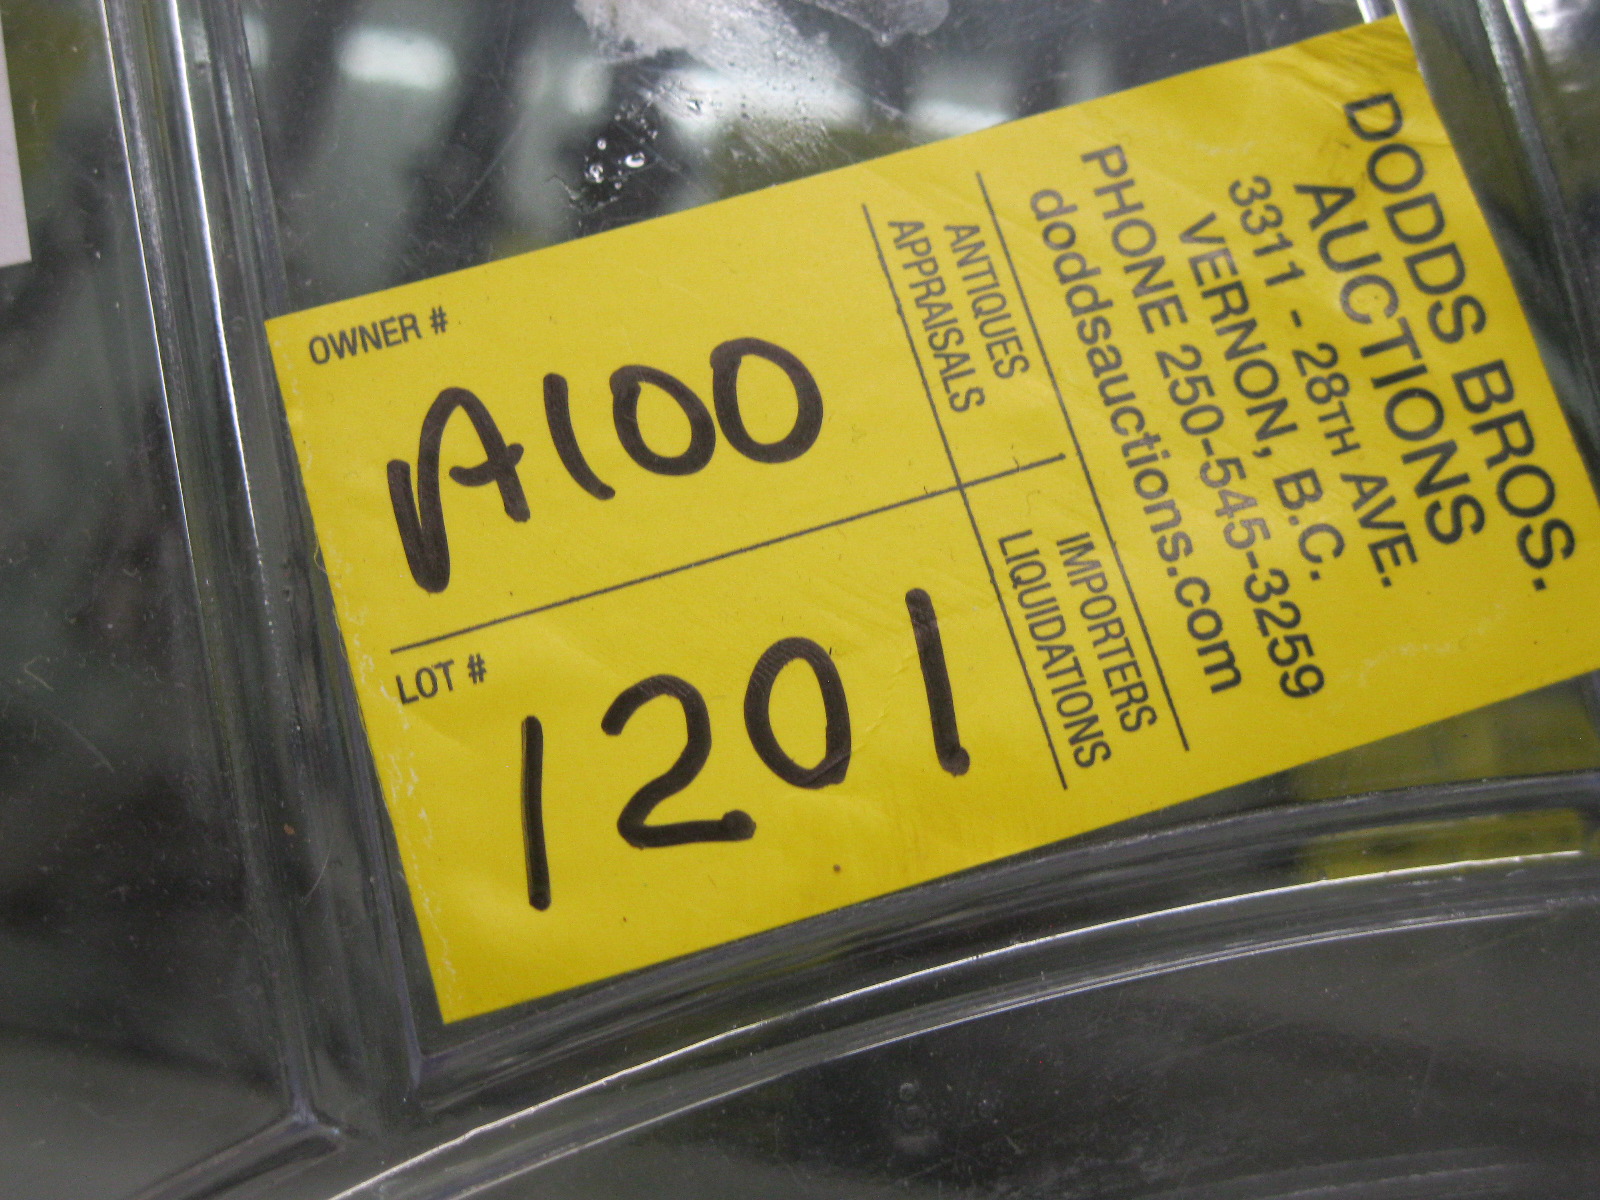 DODDS BROS.
AUCTIONS
3311 - 28TH AVE.
VERNON, B.C.
PHONE 250-545-3259
doddsauctions.com
ANTIQUES | IMPORTERS
APPRAISALS | LIQUIDATIONS
OWNER #
A100
LOT #
1201